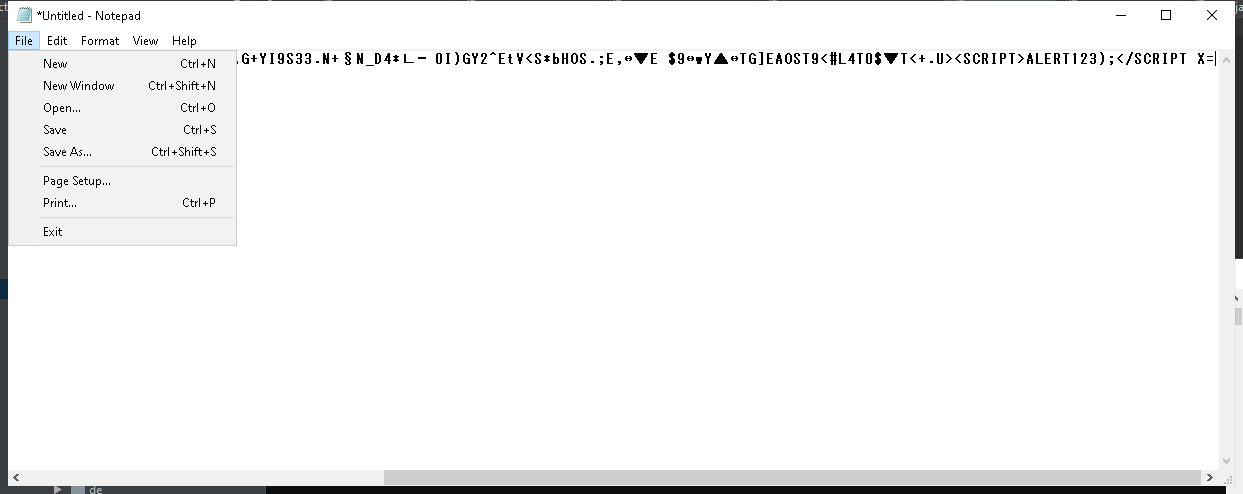 *Untitled - Notepad
File Edit Format View Help
.G+YI9S33.N+§N_D4*∟− OI)GY2^EtV<S*bHOS.;E,↔▼E $9↔▼Y▲↔TG]EAOST9<#L4TO$▼T<+.U><SCRIPT>ALERT123);</SCRIPT X=
New Ctrl+N
New Window Ctrl+Shift+N
Open... Ctrl+O
Save Ctrl+S
Save As... Ctrl+Shift+S
Page Setup...
Print... Ctrl+P
Exit
de